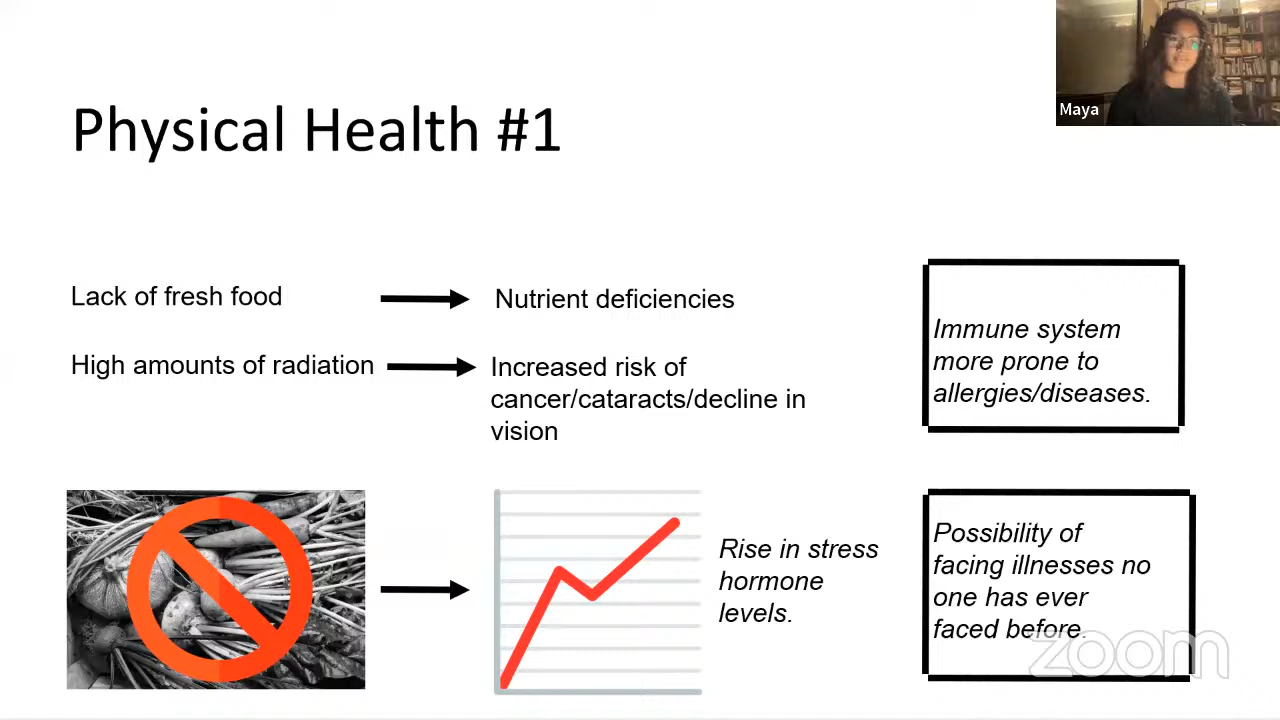 Maya
Physical Health #1
Lack of fresh food
Nutrient deficiencies
High amounts of radiation
Increased risk of
cancer/cataracts/decline in
vision
Immune system
more prone to
allergies/diseases.
Rise in stress
hormone
levels.
Possibility of
facing illnesses no
one has ever
faced before.
zoom